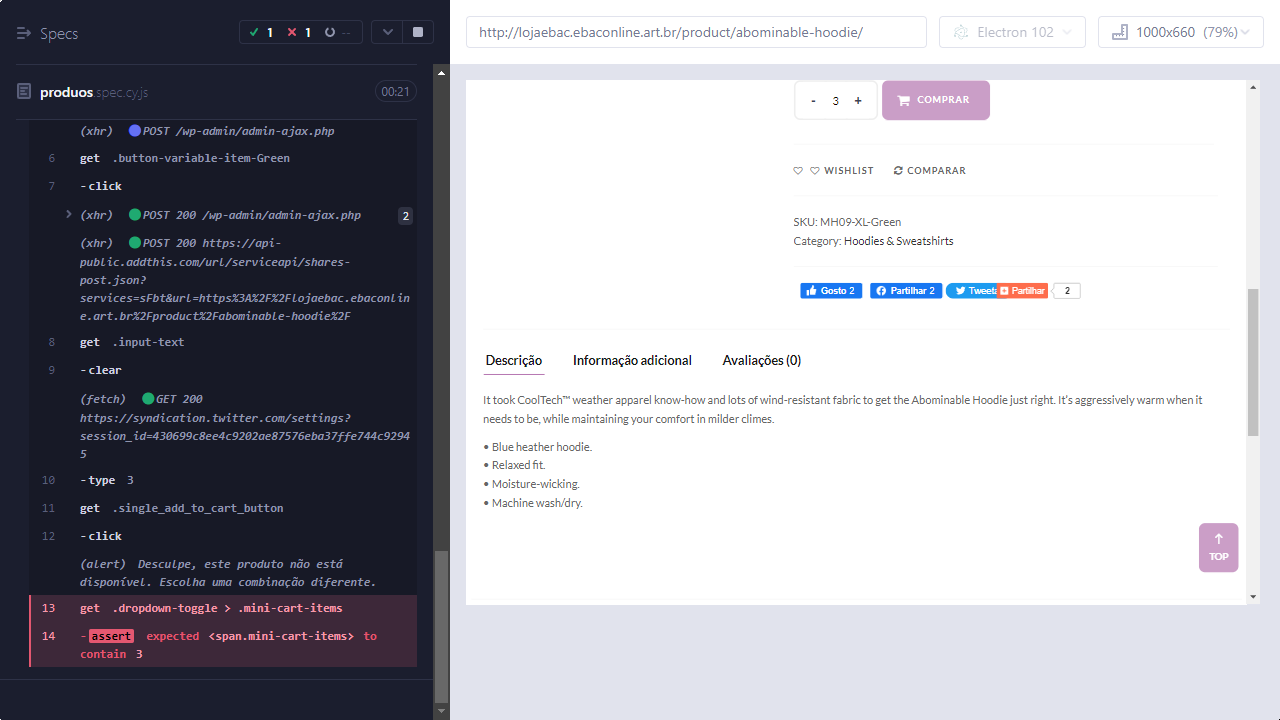 Specs
1
1
--
http://lojaebac.ebaconline.art.br/product/abominable-hoodie/
Electron 102
1000x660 (79%)
produos.spec.cy.js
00:21
(xhr) POST /wp-admin/admin-ajax.php
6 get .button-variable-item-Green
7 -click
(xhr) POST 200 /wp-admin/admin-ajax.php
2
(xhr) POST 200 https://api-
public.addthis.com/url/serviceapi/shares-
post.json?
services=sFbt&url=https%3A%2F%2Flojaebac.ebaconlin
e.art.br%2Fproduct%2Fabominable-hoodie%2F
8 get .input-text
9 -clear
(fetch) GET 200
https://syndication.twitter.com/settings?
session_id=430699c8ee4c9202ae87576eba37ffe744c9294
5
10 -type 3
11 get .single_add_to_cart_button
12 -click
(alert) Desculpe, este produto não está
disponível. Escolha uma combinação diferente.
13 get .dropdown-toggle > .mini-cart-items
14 -assert expected <span.mini-cart-items> to
contain 3
- 3 +
COMPRAR
WISHLIST
COMPARAR
SKU: MH09-XL-Green
Category: Hoodies & Sweatshirts
Gosto 2
Partilhar 2
Tweeta
Partilhar
2
Descrição
Informação adicional
Avaliações (0)
It took CoolTech™ weather apparel know-how and lots of wind-resistant fabric to get the Abominable Hoodie just right. It's aggressively warm when it
needs to be, while maintaining your comfort in milder climes.
• Blue heather hoodie.
• Relaxed fit.
• Moisture-wicking.
• Machine wash/dry.
TOP